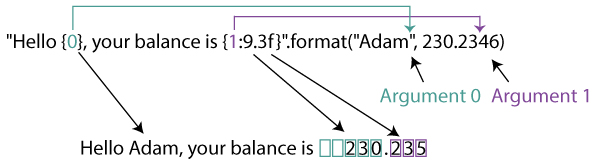 "Hello {0}, your balance is {1:9.3f}".format("Adam", 230.2346)
Argument 0 Argument 1
Hello Adam, your balance is 230.235